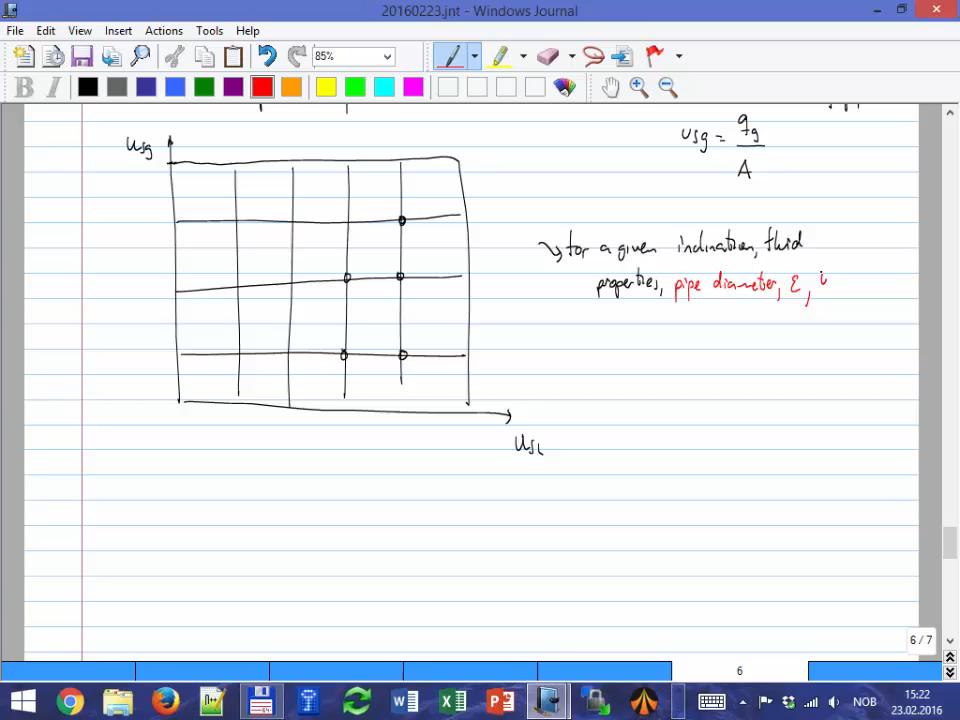 20160223.jnt - Windows Journal
File Edit View Insert Actions Tools Help
85%
B I
usg
usg = qg
A
↘ for a given inclination, fluid
properties, pipe diameter, ε, i
usl
6 / 7
6
NOB
15:22
23.02.2016